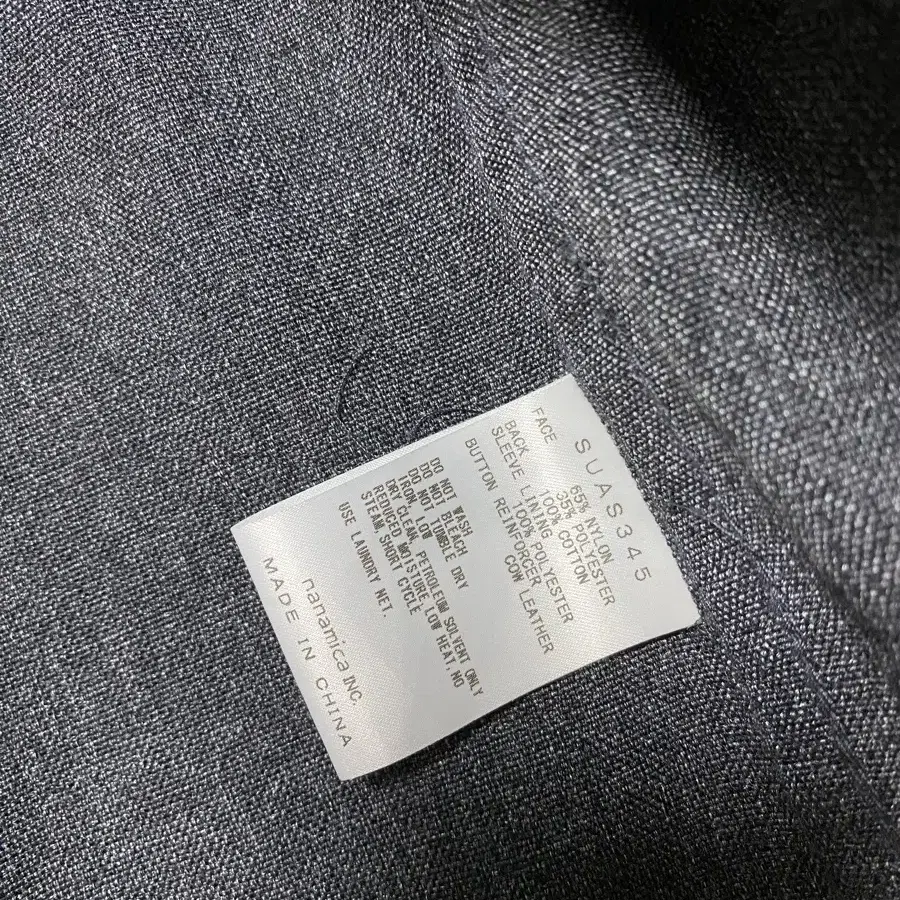 SUAS345
FACE 65% NYLON
35% POLYESTER
BACK 100% COTTON
SLEEVE LINING
100% POLYESTER
BUTTON REINFORCER
COW LEATHER
DO NOT WASH
DO NOT BLEACH
DO NOT TUMBLE DRY
IRON, LOW
DRY CLEAN, PETROLEUM SOLVENT ONLY
REDUCED MOISTURE, LOW HEAT, NO
STEAM, SHORT CYCLE
USE LAUNDRY NET.
nanamica INC.
MADE IN CHINA